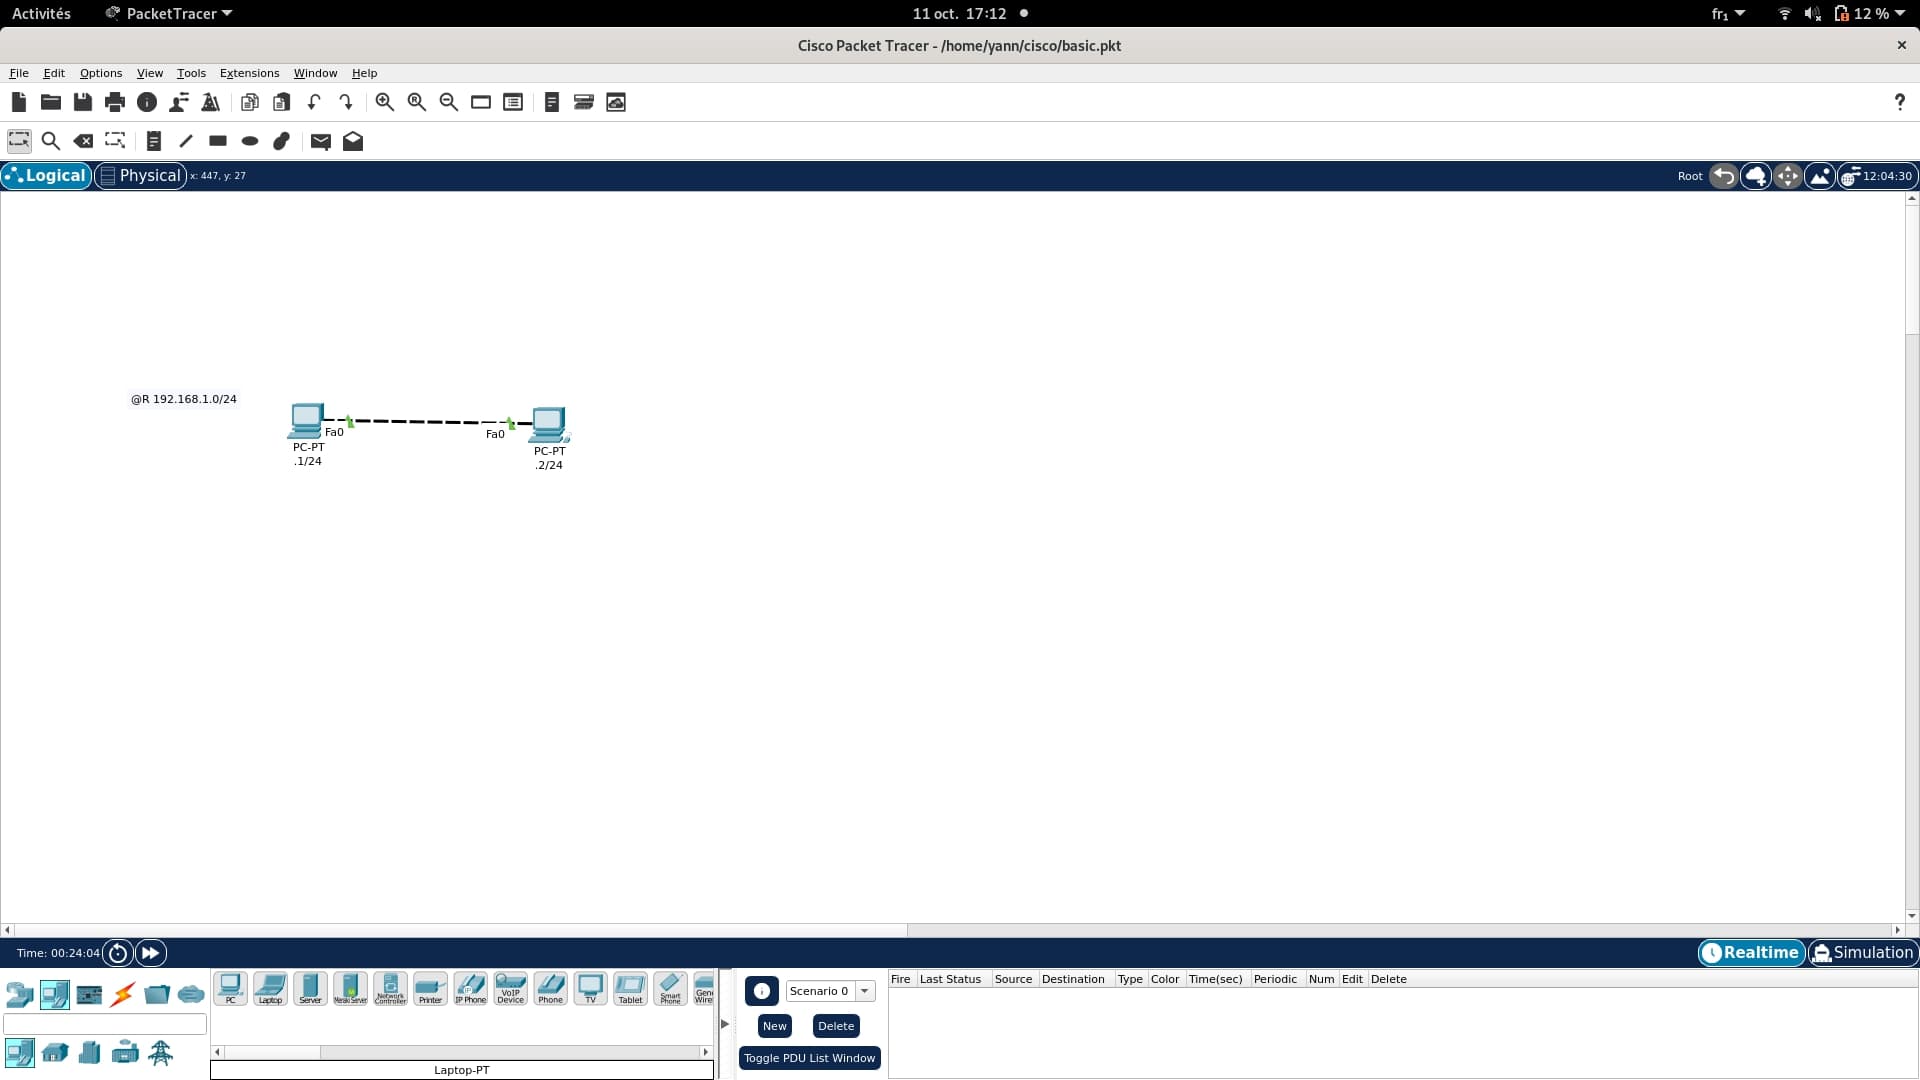 Activités PacketTracer 11 oct. 17:12 fr₁ 12 %
Cisco Packet Tracer - /home/yann/cisco/basic.pkt
File Edit Options View Tools Extensions Window Help
?
Logical Physical x: 447, y: 27 Root 12:04:30
@R 192.168.1.0/24
Fa0 Fa0
PC-PT PC-PT
.1/24 .2/24
Time: 00:24:04 Realtime Simulation
Fire Last Status Source Destination Type Color Time(sec) Periodic Num Edit Delete
PC Laptop Server Meraki Server Network Controller Printer IP Phone VoIP Device Phone TV Tablet Smart Phone
Scenario 0
New Delete
Toggle PDU List Window
Laptop-PT